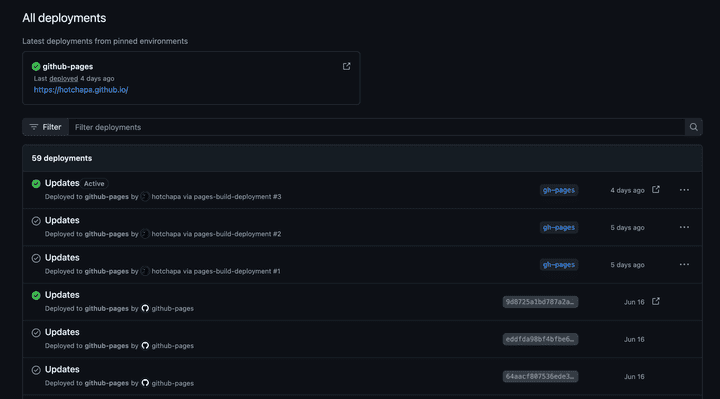 All deployments
Latest deployments from pinned environments
github-pages
Last deployed 4 days ago
https://hotchapa.github.io/
Filter
Filter deployments
59 deployments
Updates Active
Deployed to github-pages by hotchapa via pages-build-deployment #3
gh-pages
4 days ago
Updates
Deployed to github-pages by hotchapa via pages-build-deployment #2
gh-pages
5 days ago
Updates
Deployed to github-pages by hotchapa via pages-build-deployment #1
gh-pages
5 days ago
Updates
Deployed to github-pages by github-pages
9d8725a1bd787a2a…
Jun 16
Updates
Deployed to github-pages by github-pages
eddfda98bf4bfbe6…
Jun 16
Updates
Deployed to github-pages by github-pages
64aacf807536ede3…
Jun 16